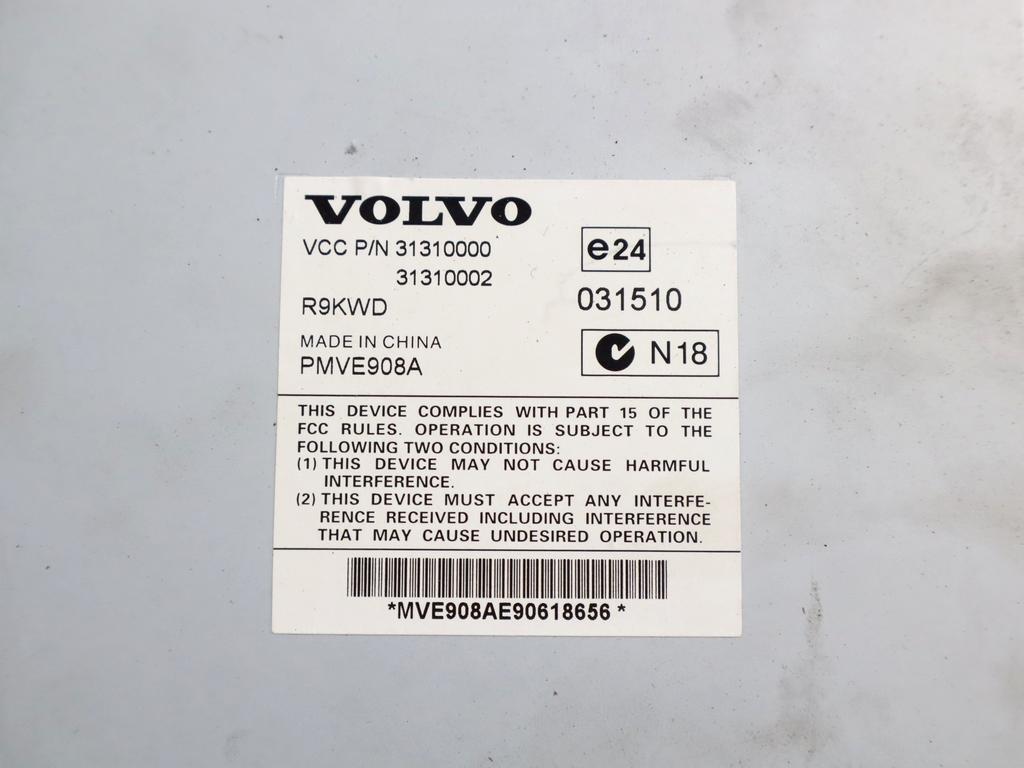 VOLVO
VCC P/N 31310000
31310002
R9KWD
MADE IN CHINA
PMVE908A
e24
031510
N18
THIS DEVICE COMPLIES WITH PART 15 OF THE
FCC RULES. OPERATION IS SUBJECT TO THE
FOLLOWING TWO CONDITIONS:
(1) THIS DEVICE MAY NOT CAUSE HARMFUL
INTERFERENCE.
(2) THIS DEVICE MUST ACCEPT ANY INTERFE-
RENCE RECEIVED INCLUDING INTERFERENCE
THAT MAY CAUSE UNDESIRED OPERATION.
*MVE908AE90618656*